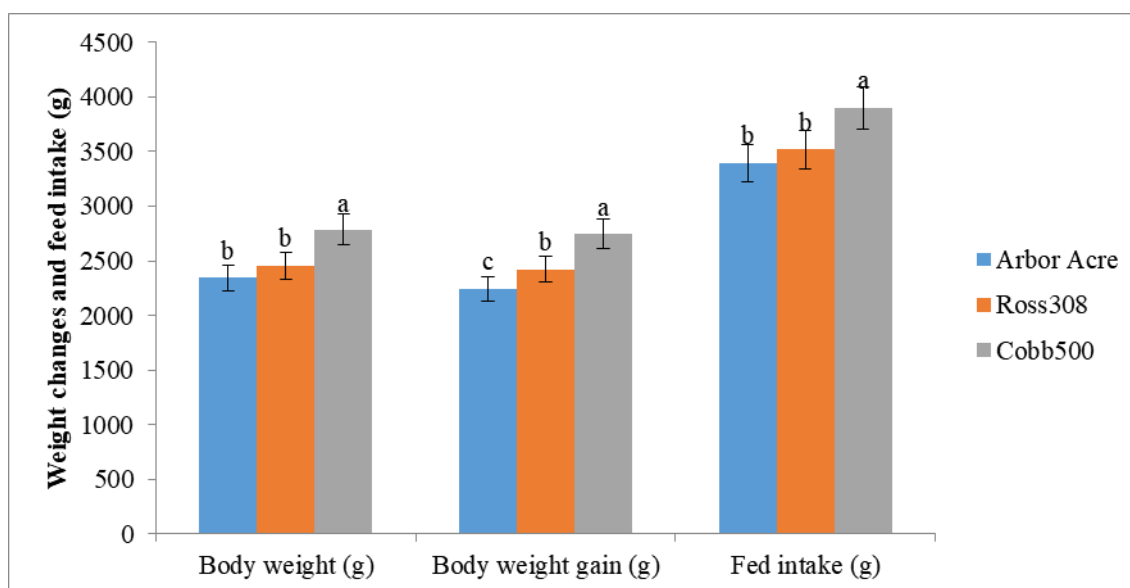 Weight changes and feed intake (g)
4500
4000
3500
3000
2500
2000
1500
1000
500
0
b
b
a
c
b
a
b
b
a
Body weight (g)
Body weight gain (g)
Fed intake (g)
Arbor Acre
Ross308
Cobb500